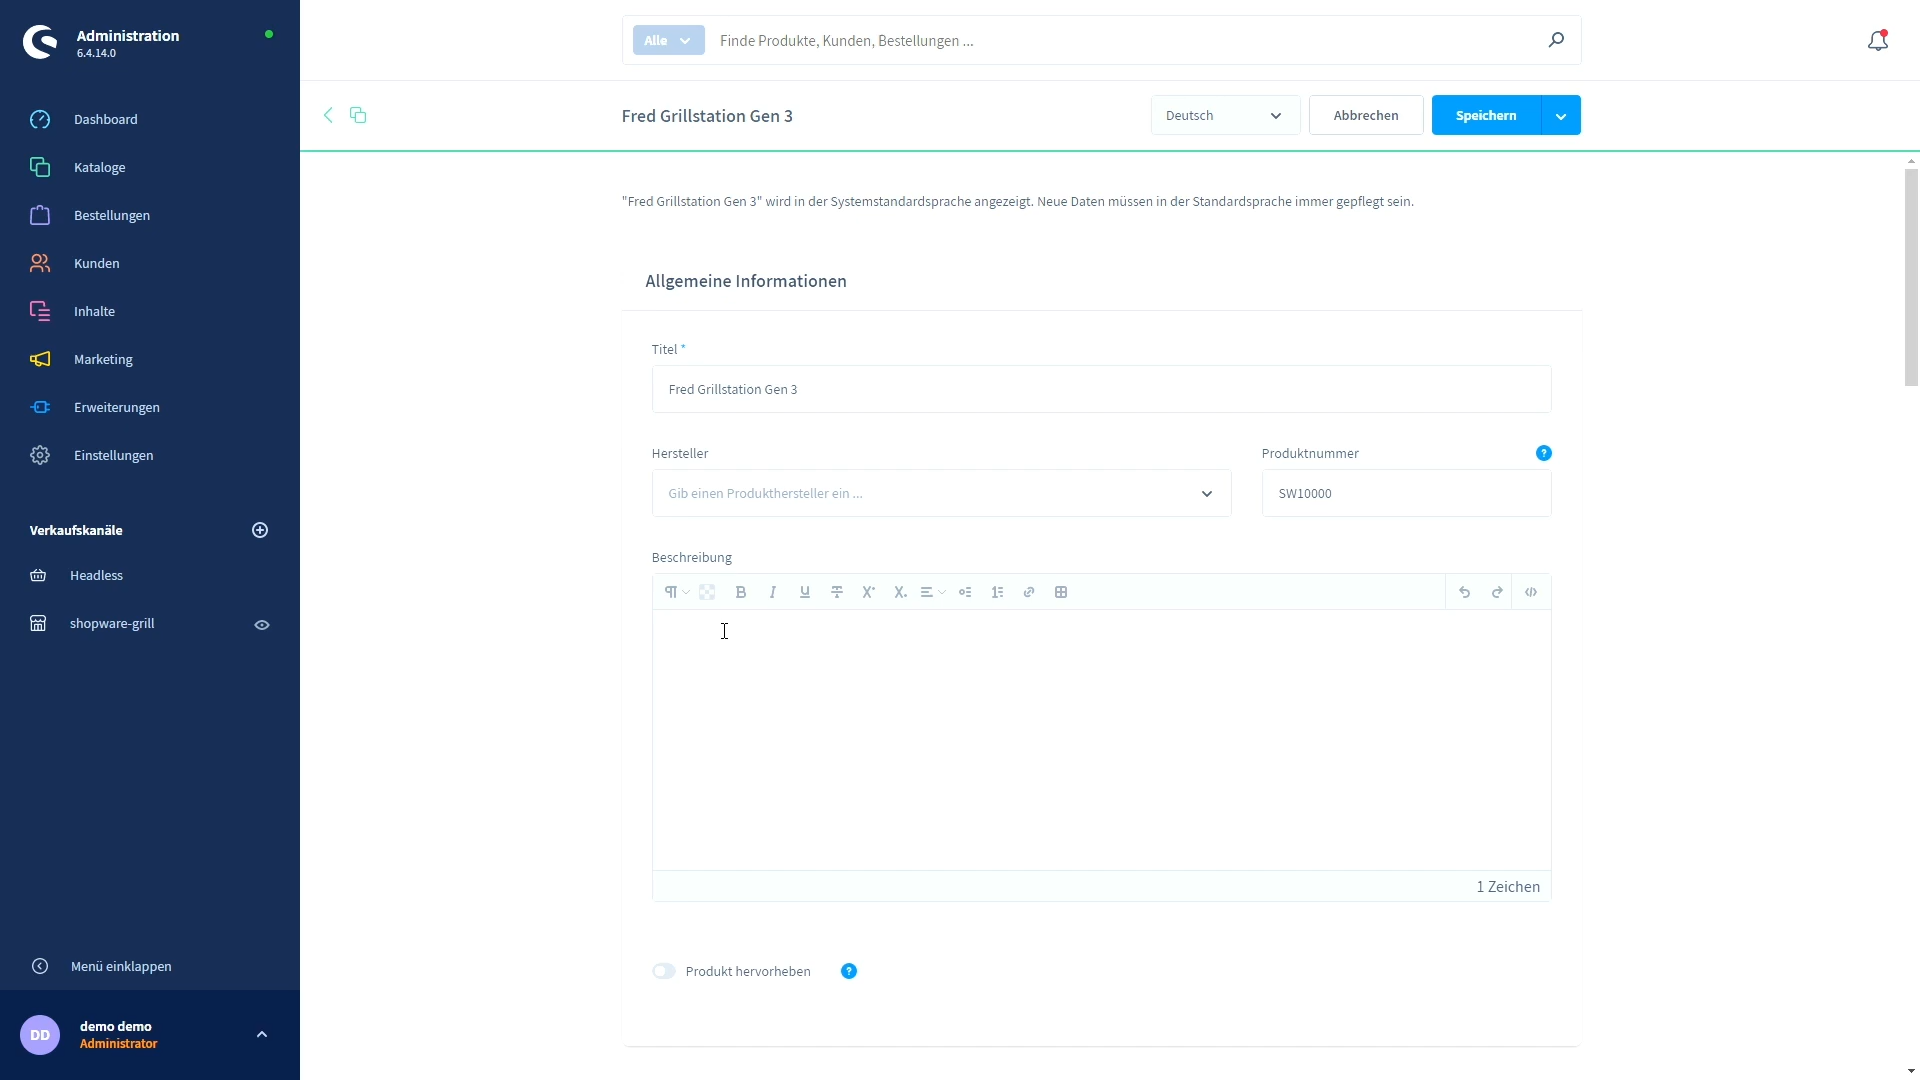 Administration
6.4.14.0
Dashboard
Kataloge
Bestellungen
Kunden
Inhalte
Marketing
Erweiterungen
Einstellungen
Verkaufskanäle
Headless
shopware-grill
Menü einklappen
DD
demo demo
Administrator
Alle
Finde Produkte, Kunden, Bestellungen ...
Fred Grillstation Gen 3
Deutsch
Abbrechen
Speichern
"Fred Grillstation Gen 3" wird in der Systemstandardsprache angezeigt. Neue Daten müssen in der Standardsprache immer gepflegt sein.
Allgemeine Informationen
Titel *
Fred Grillstation Gen 3
Hersteller
Gib einen Produkthersteller ein ...
Produktnummer
?
SW10000
Beschreibung
1 Zeichen
Produkt hervorheben
?